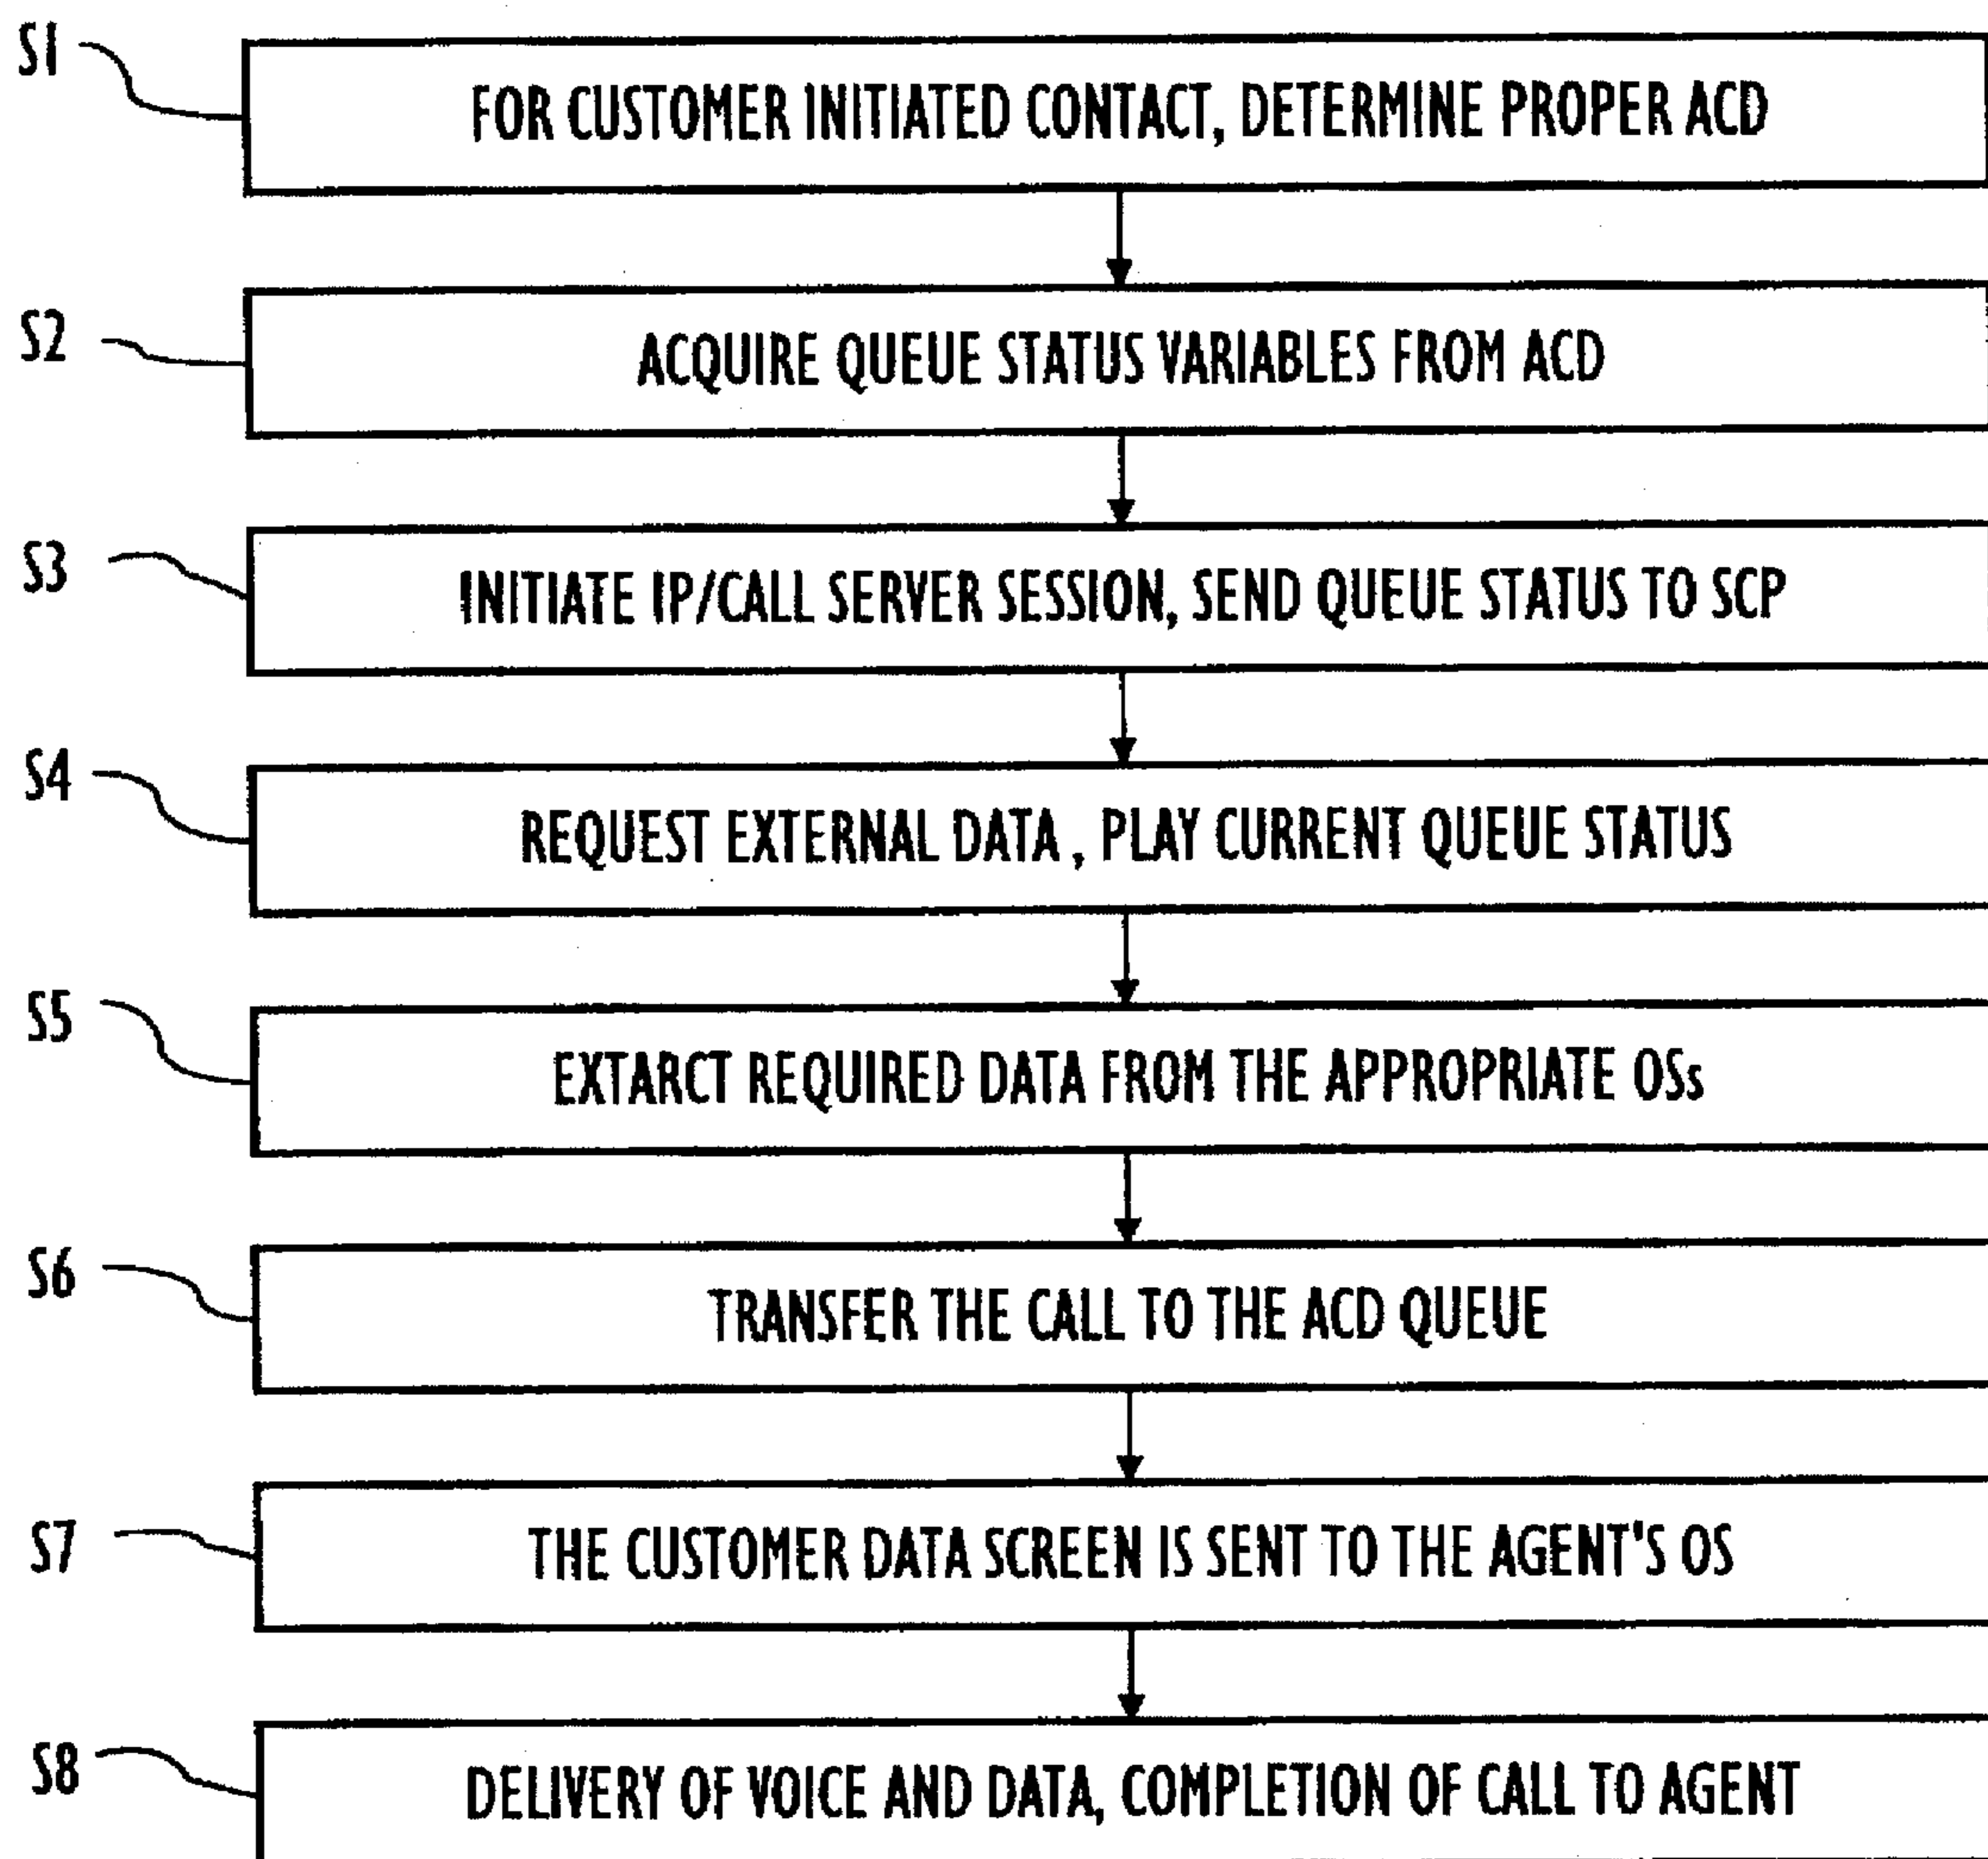 S1
FOR CUSTOMER INITIATED CONTACT, DETERMINE PROPER ACD
S2
ACQUIRE QUEUE STATUS VARIABLES FROM ACD
S3
INITIATE IP/CALL SERVER SESSION, SEND QUEUE STATUS TO SCP
S4
REQUEST EXTERNAL DATA , PLAY CURRENT QUEUE STATUS
S5
EXTARCT REQUIRED DATA FROM THE APPROPRIATE OSs
S6
TRANSFER THE CALL TO THE ACD QUEUE
S7
THE CUSTOMER DATA SCREEN IS SENT TO THE AGENT'S OS
S8
DELIVERY OF VOICE AND DATA, COMPLETION OF CALL TO AGENT